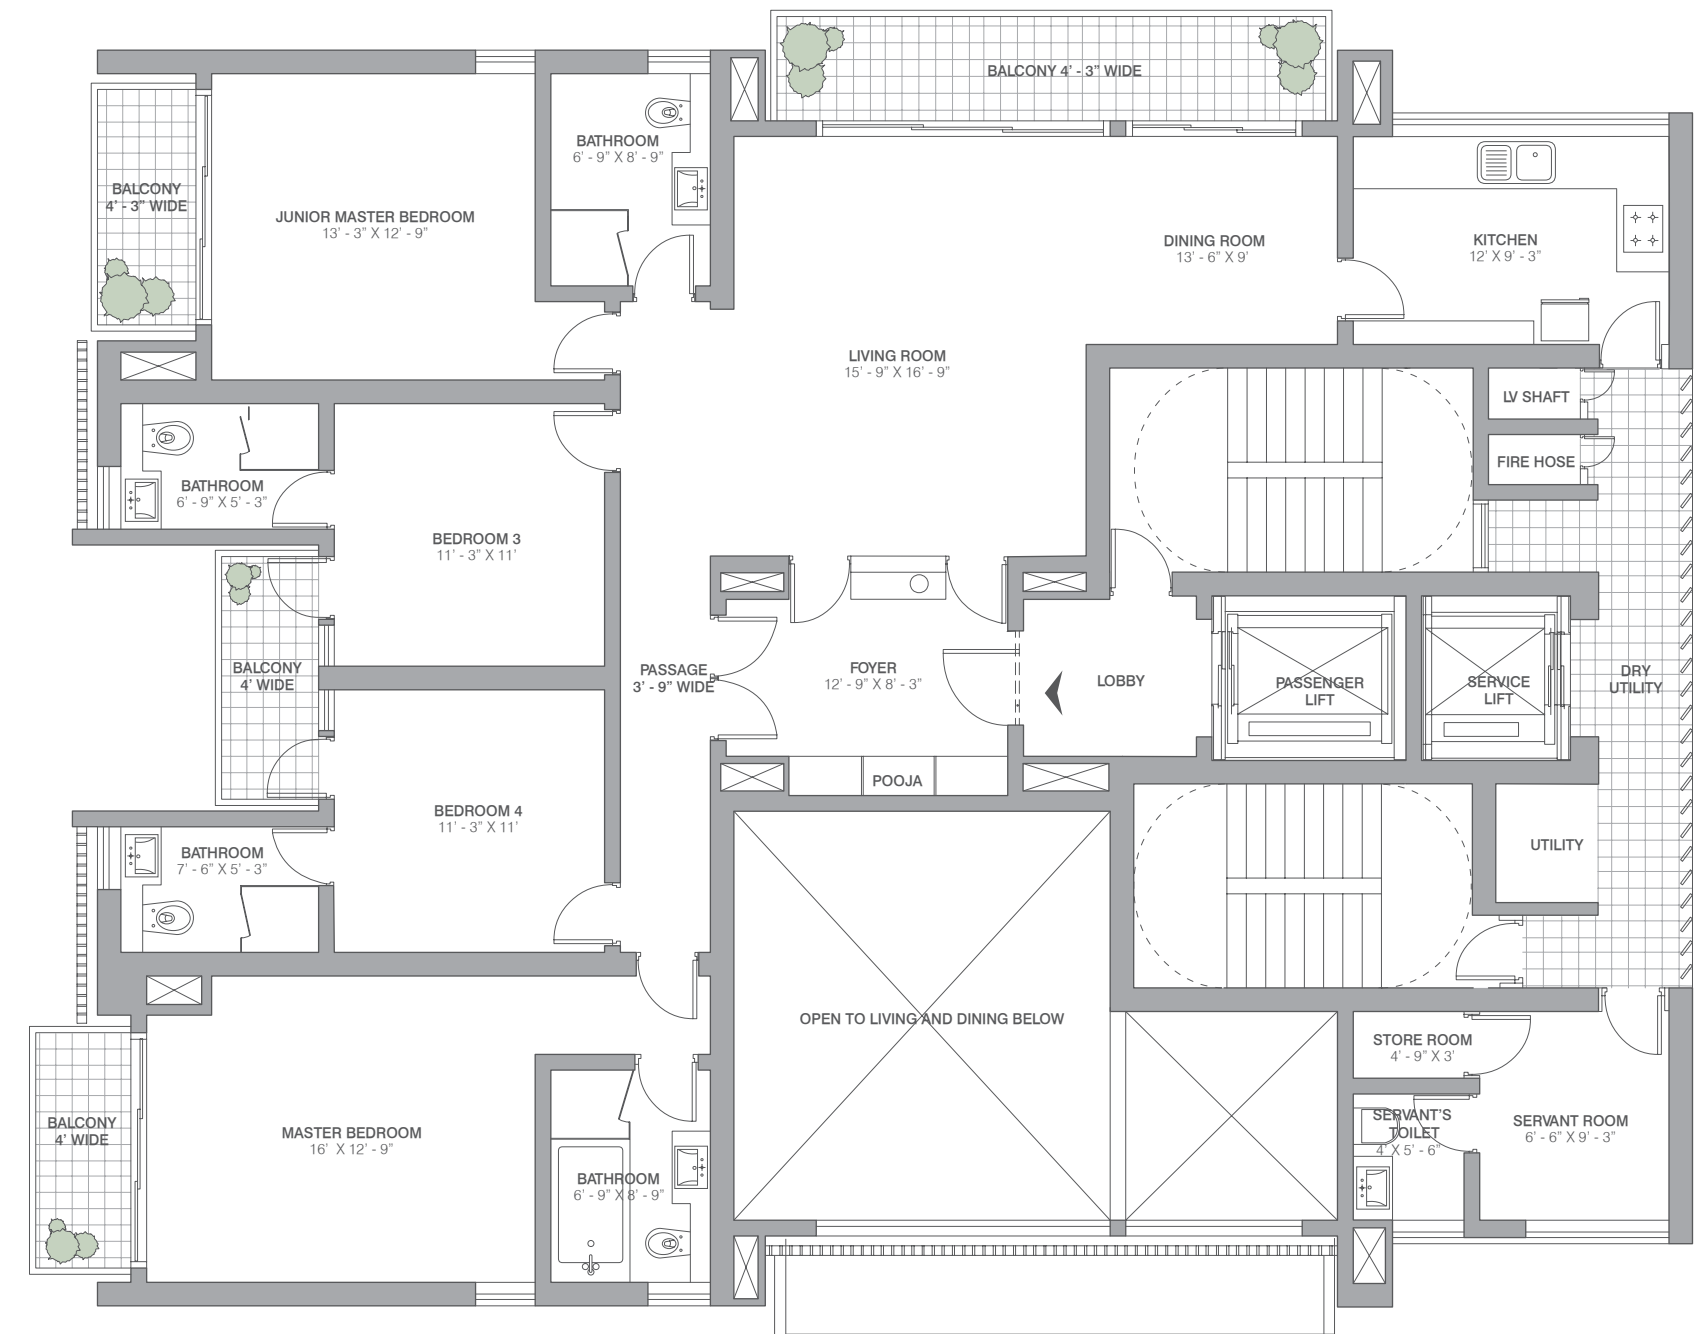 BALCONY 4' - 3" WIDE
BATHROOM
6' - 9" X 8' - 9"
BALCONY
4' - 3" WIDE
JUNIOR MASTER BEDROOM
13' - 3" X 12' - 9"
DINING ROOM
13' - 6" X 9'
KITCHEN
12' X 9' - 3"
LIVING ROOM
15' - 9" X 16' - 9"
LV SHAFT
FIRE HOSE
BATHROOM
6' - 9" X 5' - 3"
BEDROOM 3
11' - 3" X 11'
BALCONY
4' WIDE
PASSAGE
3' - 9" WIDE
FOYER
12' - 9" X 8' - 3"
LOBBY
PASSENGER
LIFT
SERVICE
LIFT
DRY
UTILITY
POOJA
BEDROOM 4
11' - 3" X 11'
BATHROOM
7' - 6" X 5' - 3"
UTILITY
OPEN TO LIVING AND DINING BELOW
STORE ROOM
4' - 9" X 3'
BALCONY
4' WIDE
MASTER BEDROOM
16' X 12' - 9"
BATHROOM
6' - 9" X 8' - 9"
SERVANT'S
TOILET
4' X 5' - 6"
SERVANT ROOM
6' - 6" X 9' - 3"